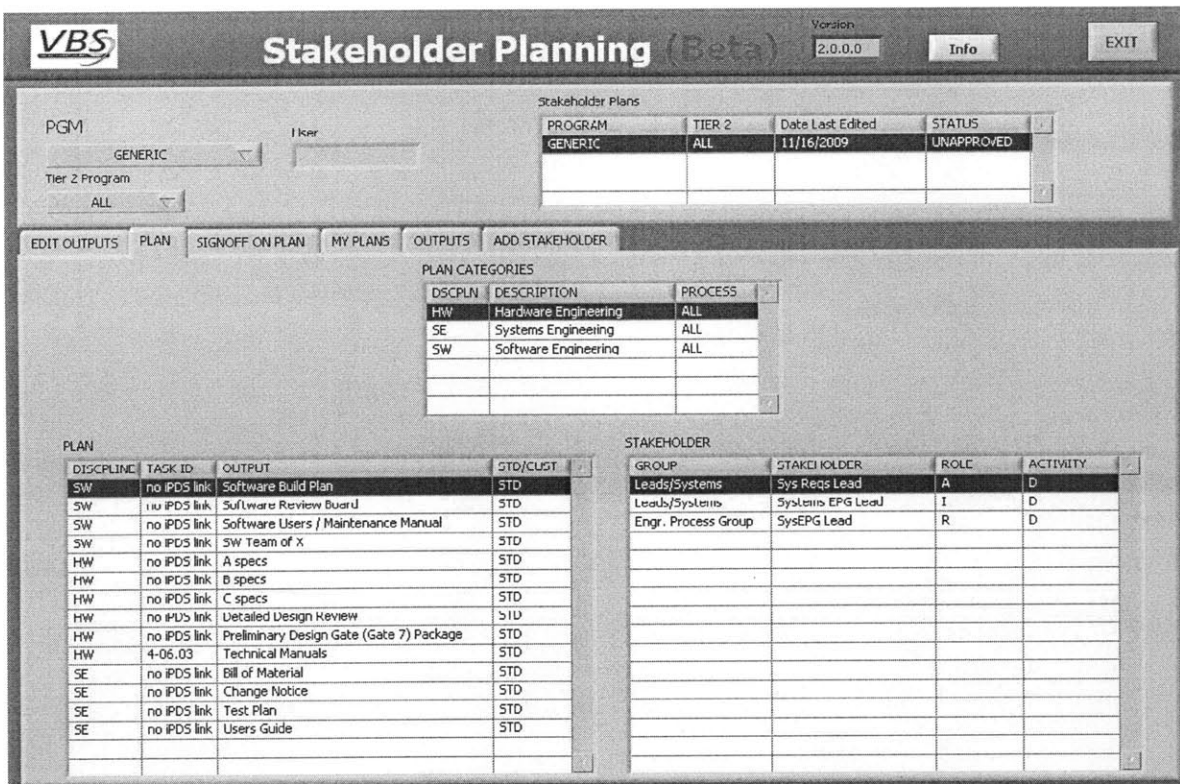 VBS
Stakeholder Planning (Beta)
Version
2.0.0.0
Info
EXIT
PGM
GENERIC
User
Tier 2 Program
ALL
Stakeholder Plans
PROGRAM TIER 2 Date Last Edited STATUS
GENERIC ALL 11/16/2009 UNAPPROVED
EDIT OUTPUTS PLAN SIGNOFF ON PLAN MY PLANS OUTPUTS ADD STAKEHOLDER
PLAN CATEGORIES
DSCPLN DESCRIPTION PROCESS
HW Hardware Engineering ALL
SE Systems Engineering ALL
SW Software Engineering ALL
PLAN
DISCPLINE TASK ID OUTPUT STD/CUST
SW no iPDS link Software Build Plan STD
SW no iPDS link Software Review Board STD
SW no iPDS link Software Users / Maintenance Manual STD
SW no iPDS link SW Team of X STD
HW no iPDS link A specs STD
HW no iPDS link B specs STD
HW no iPDS link C specs STD
HW no iPDS link Detailed Design Review STD
HW no iPDS link Preliminary Design Gate (Gate 7) Package STD
HW 4-06.03 Technical Manuals STD
SE no iPDS link Bill of Material STD
SE no iPDS link Change Notice STD
SE no iPDS link Test Plan STD
SE no iPDS link Users Guide STD
STAKEHOLDER
GROUP STAKEHOLDER ROLE ACTIVITY
Leads/Systems Sys Reqs Lead A D
Leads/Systems Systems EPG Lead I D
Engr. Process Group SysEPG Lead R D